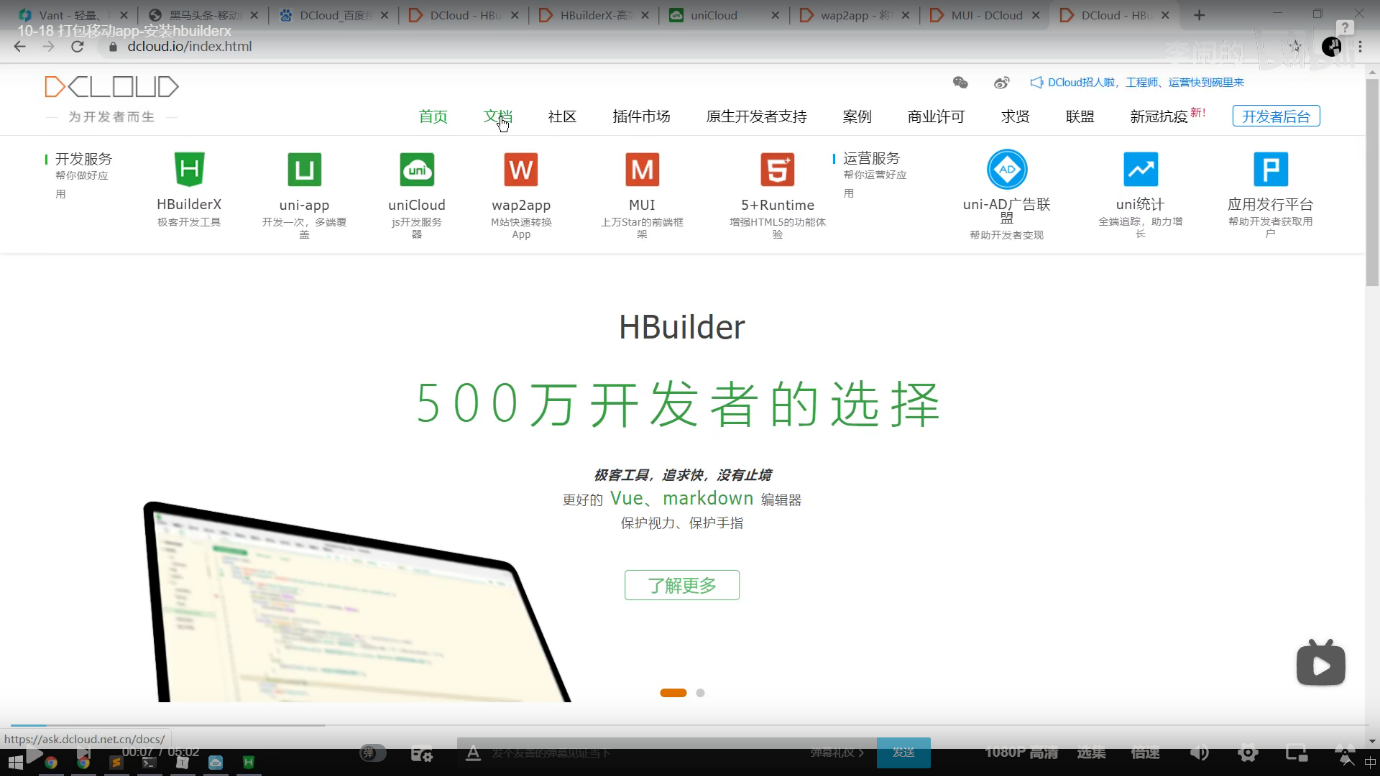 Vant - 轻量、
黑马头条-移动
DCloud_百度
DCloud - HBu
HBuilderX-高
uniCloud
wap2app - 将
MUI - DCloud
DCloud - HBu
10-18 打包移动app-安装hbuilderx
dcloud.io/index.html
DCLOUD
为开发者而生
DCloud招人啦，工程师、运营快到碗里来
首页 文档 社区 插件市场 原生开发者支持 案例 商业许可 求贤 联盟 新冠抗疫 新! 开发者后台
开发服务
帮你做好应
用
HBuilderX
极客开发工具
uni-app
开发一次，多端覆
盖
uni
uniCloud
js开发服务
器
wap2app
M站快速转换
App
MUI
上万Star的前端框
架
5+Runtime
增强HTML5的功能体
验
运营服务
帮你运营好应
用
AD
uni-AD广告联
盟
帮助开发者变现
uni统计
全端追踪，助力增
长
应用发行平台
帮助开发者获取用
户
HBuilder
500万开发者的选择
极客工具，追求快，没有止境
更好的 Vue、markdown 编辑器
保护视力、保护手指
了解更多
https://ask.dcloud.net.cn/docs/
00:07 / 05:02
弹
发个友善的弹幕见证当下
弹幕礼仪
发送
1080P 高清
选集
倍速
中